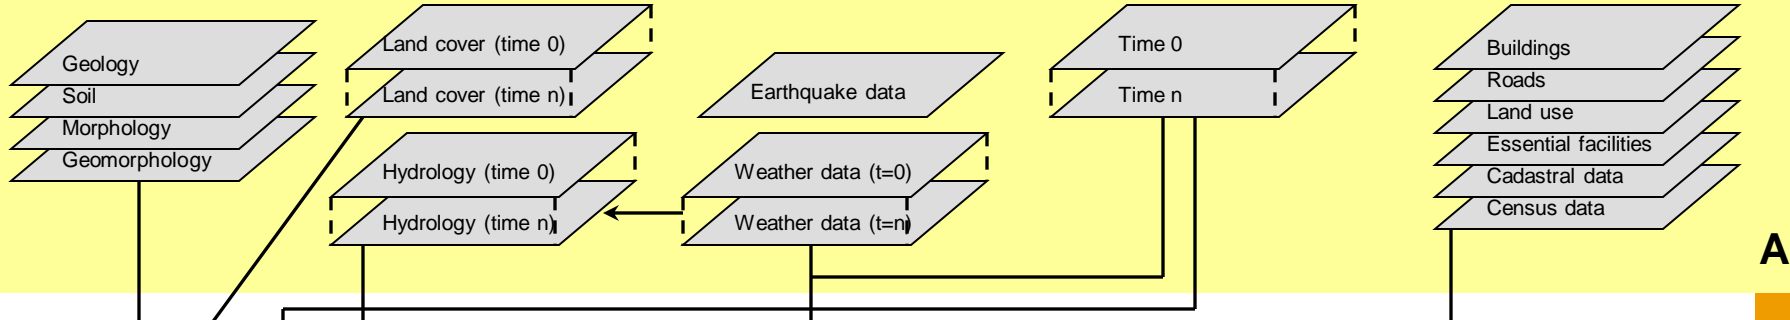 Geology
Soil
Morphology
Geomorphology
Land cover (time 0)
Land cover (time n)
Hydrology (time 0)
Hydrology (time n)
Earthquake data
Weather data (t=0)
Weather data (t=n)
Time 0
Time n
Buildings
Roads
Land use
Essential facilities
Cadastral data
Census data
A